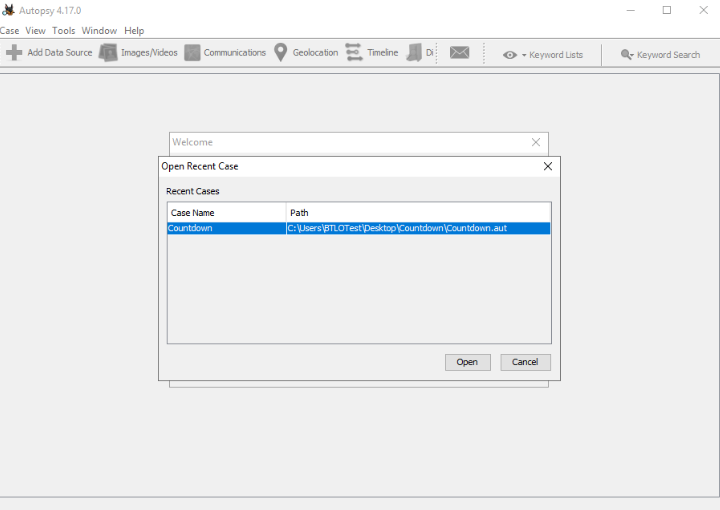 Autopsy 4.17.0
Case View Tools Window Help
Add Data Source Images/Videos Communications Geolocation Timeline Di Keyword Lists Keyword Search
Welcome
Open Recent Case
Recent Cases
Case Name Path
Countdown C:\Users\BTLOTest\Desktop\Countdown\Countdown.aut
Open Cancel